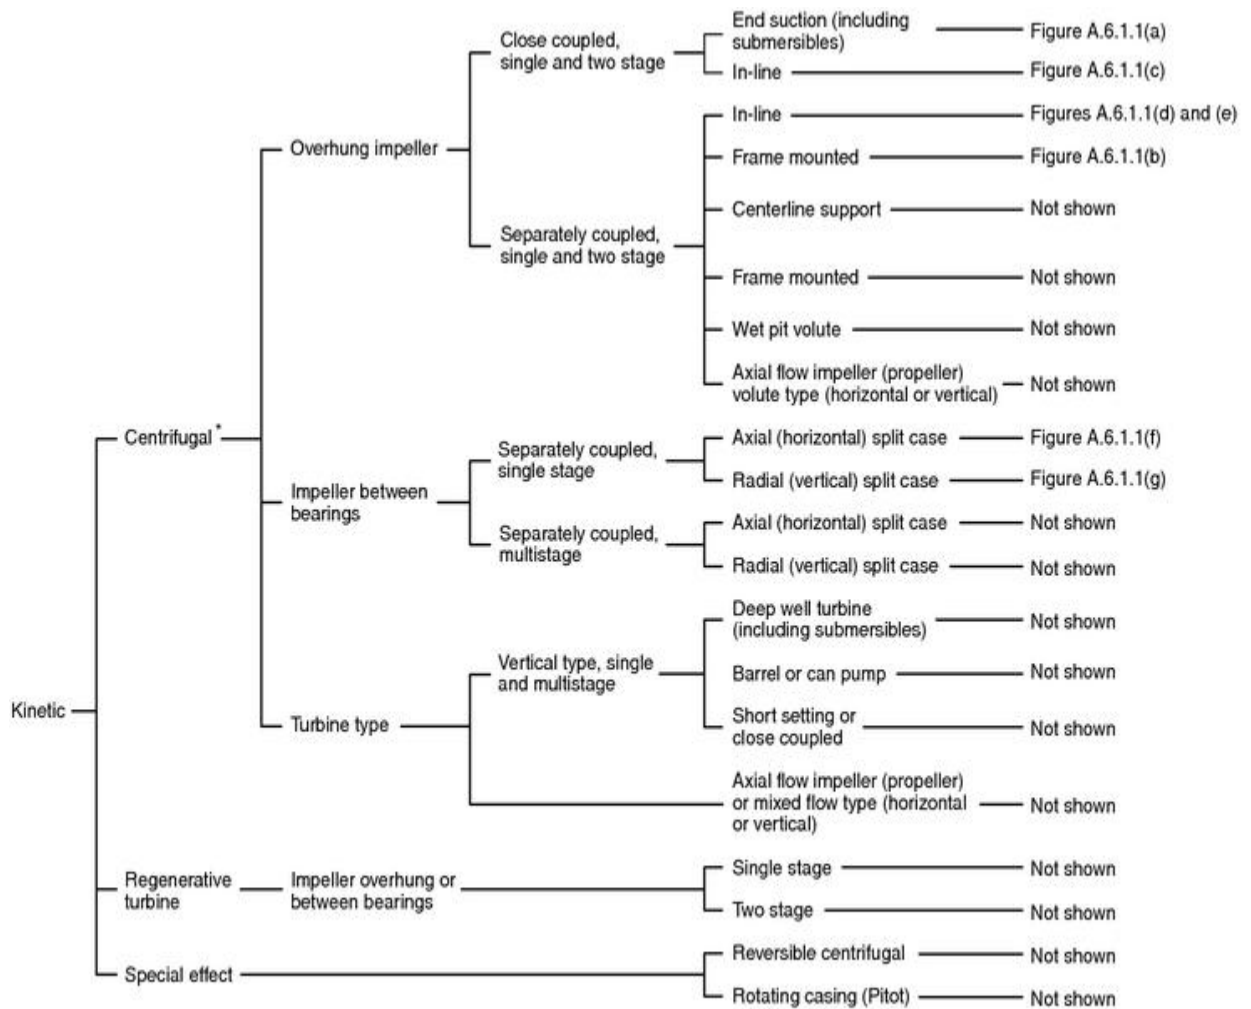 End suction (including
submersibles)
Figure A.6.1.1(a)
Close coupled,
single and two stage
In-line
Figure A.6.1.1(c)
In-line
Figures A.6.1.1(d) and (e)
Overhung impeller
Frame mounted
Figure A.6.1.1(b)
Centerline support
Not shown
Separately coupled,
single and two stage
Frame mounted
Not shown
Wet pit volute
Not shown
Axial flow impeller (propeller)
volute type (horizontal or vertical)
Not shown
Centrifugal*
Axial (horizontal) split case
Figure A.6.1.1(f)
Separately coupled,
single stage
Radial (vertical) split case
Figure A.6.1.1(g)
Impeller between
bearings
Axial (horizontal) split case
Not shown
Separately coupled,
multistage
Radial (vertical) split case
Not shown
Deep well turbine
(including submersibles)
Not shown
Vertical type, single
and multistage
Barrel or can pump
Not shown
Kinetic
Turbine type
Short setting or
close coupled
Not shown
Axial flow impeller (propeller)
or mixed flow type (horizontal
or vertical)
Not shown
Regenerative
turbine
Impeller overhung or
between bearings
Single stage
Not shown
Two stage
Not shown
Special effect
Reversible centrifugal
Not shown
Rotating casing (Pitot)
Not shown